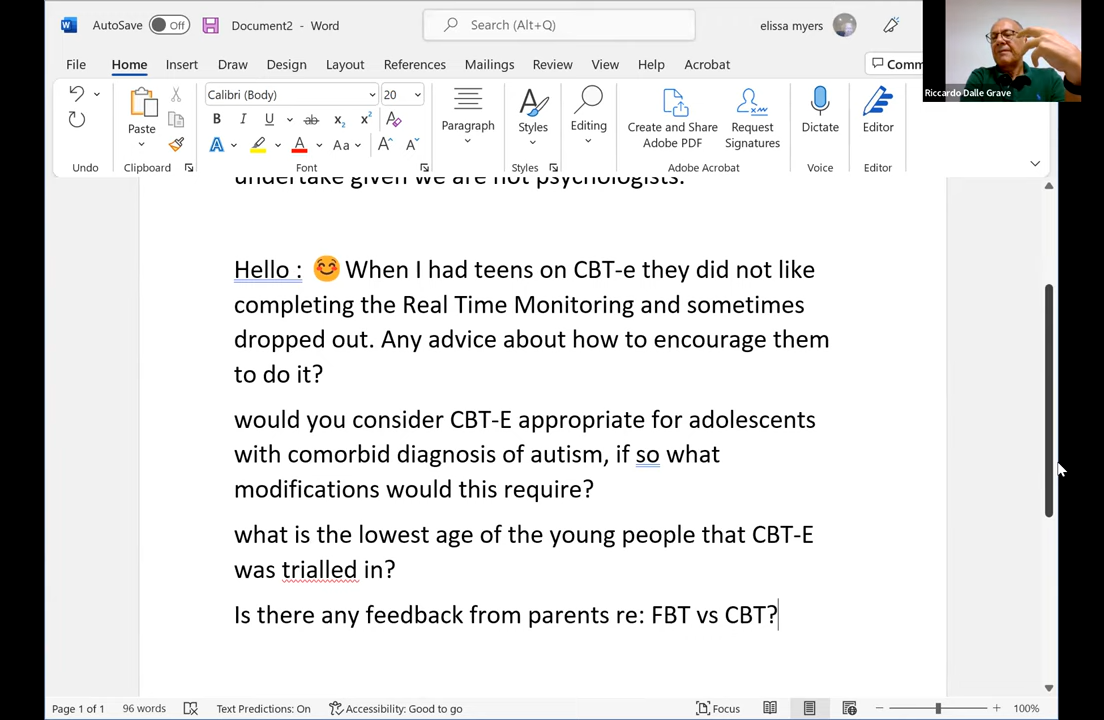 AutoSave Off Document2 - Word Search (Alt+Q) elissa myers
File Home Insert Draw Design Layout References Mailings Review View Help Acrobat Comm
Riccardo Dalle Grave
Calibri (Body) 20
Paste Paragraph Styles Editing Create and Share Request Dictate Editor
Adobe PDF Signatures
Undo Clipboard Font Styles Adobe Acrobat Voice Editor
undertake given we are not psychologists.
Hello : 😊 When I had teens on CBT-e they did not like
completing the Real Time Monitoring and sometimes
dropped out. Any advice about how to encourage them
to do it?
would you consider CBT-E appropriate for adolescents
with comorbid diagnosis of autism, if so what
modifications would this require?
what is the lowest age of the young people that CBT-E
was trialled in?
Is there any feedback from parents re: FBT vs CBT?
Page 1 of 1 96 words Text Predictions: On Accessibility: Good to go Focus 100%